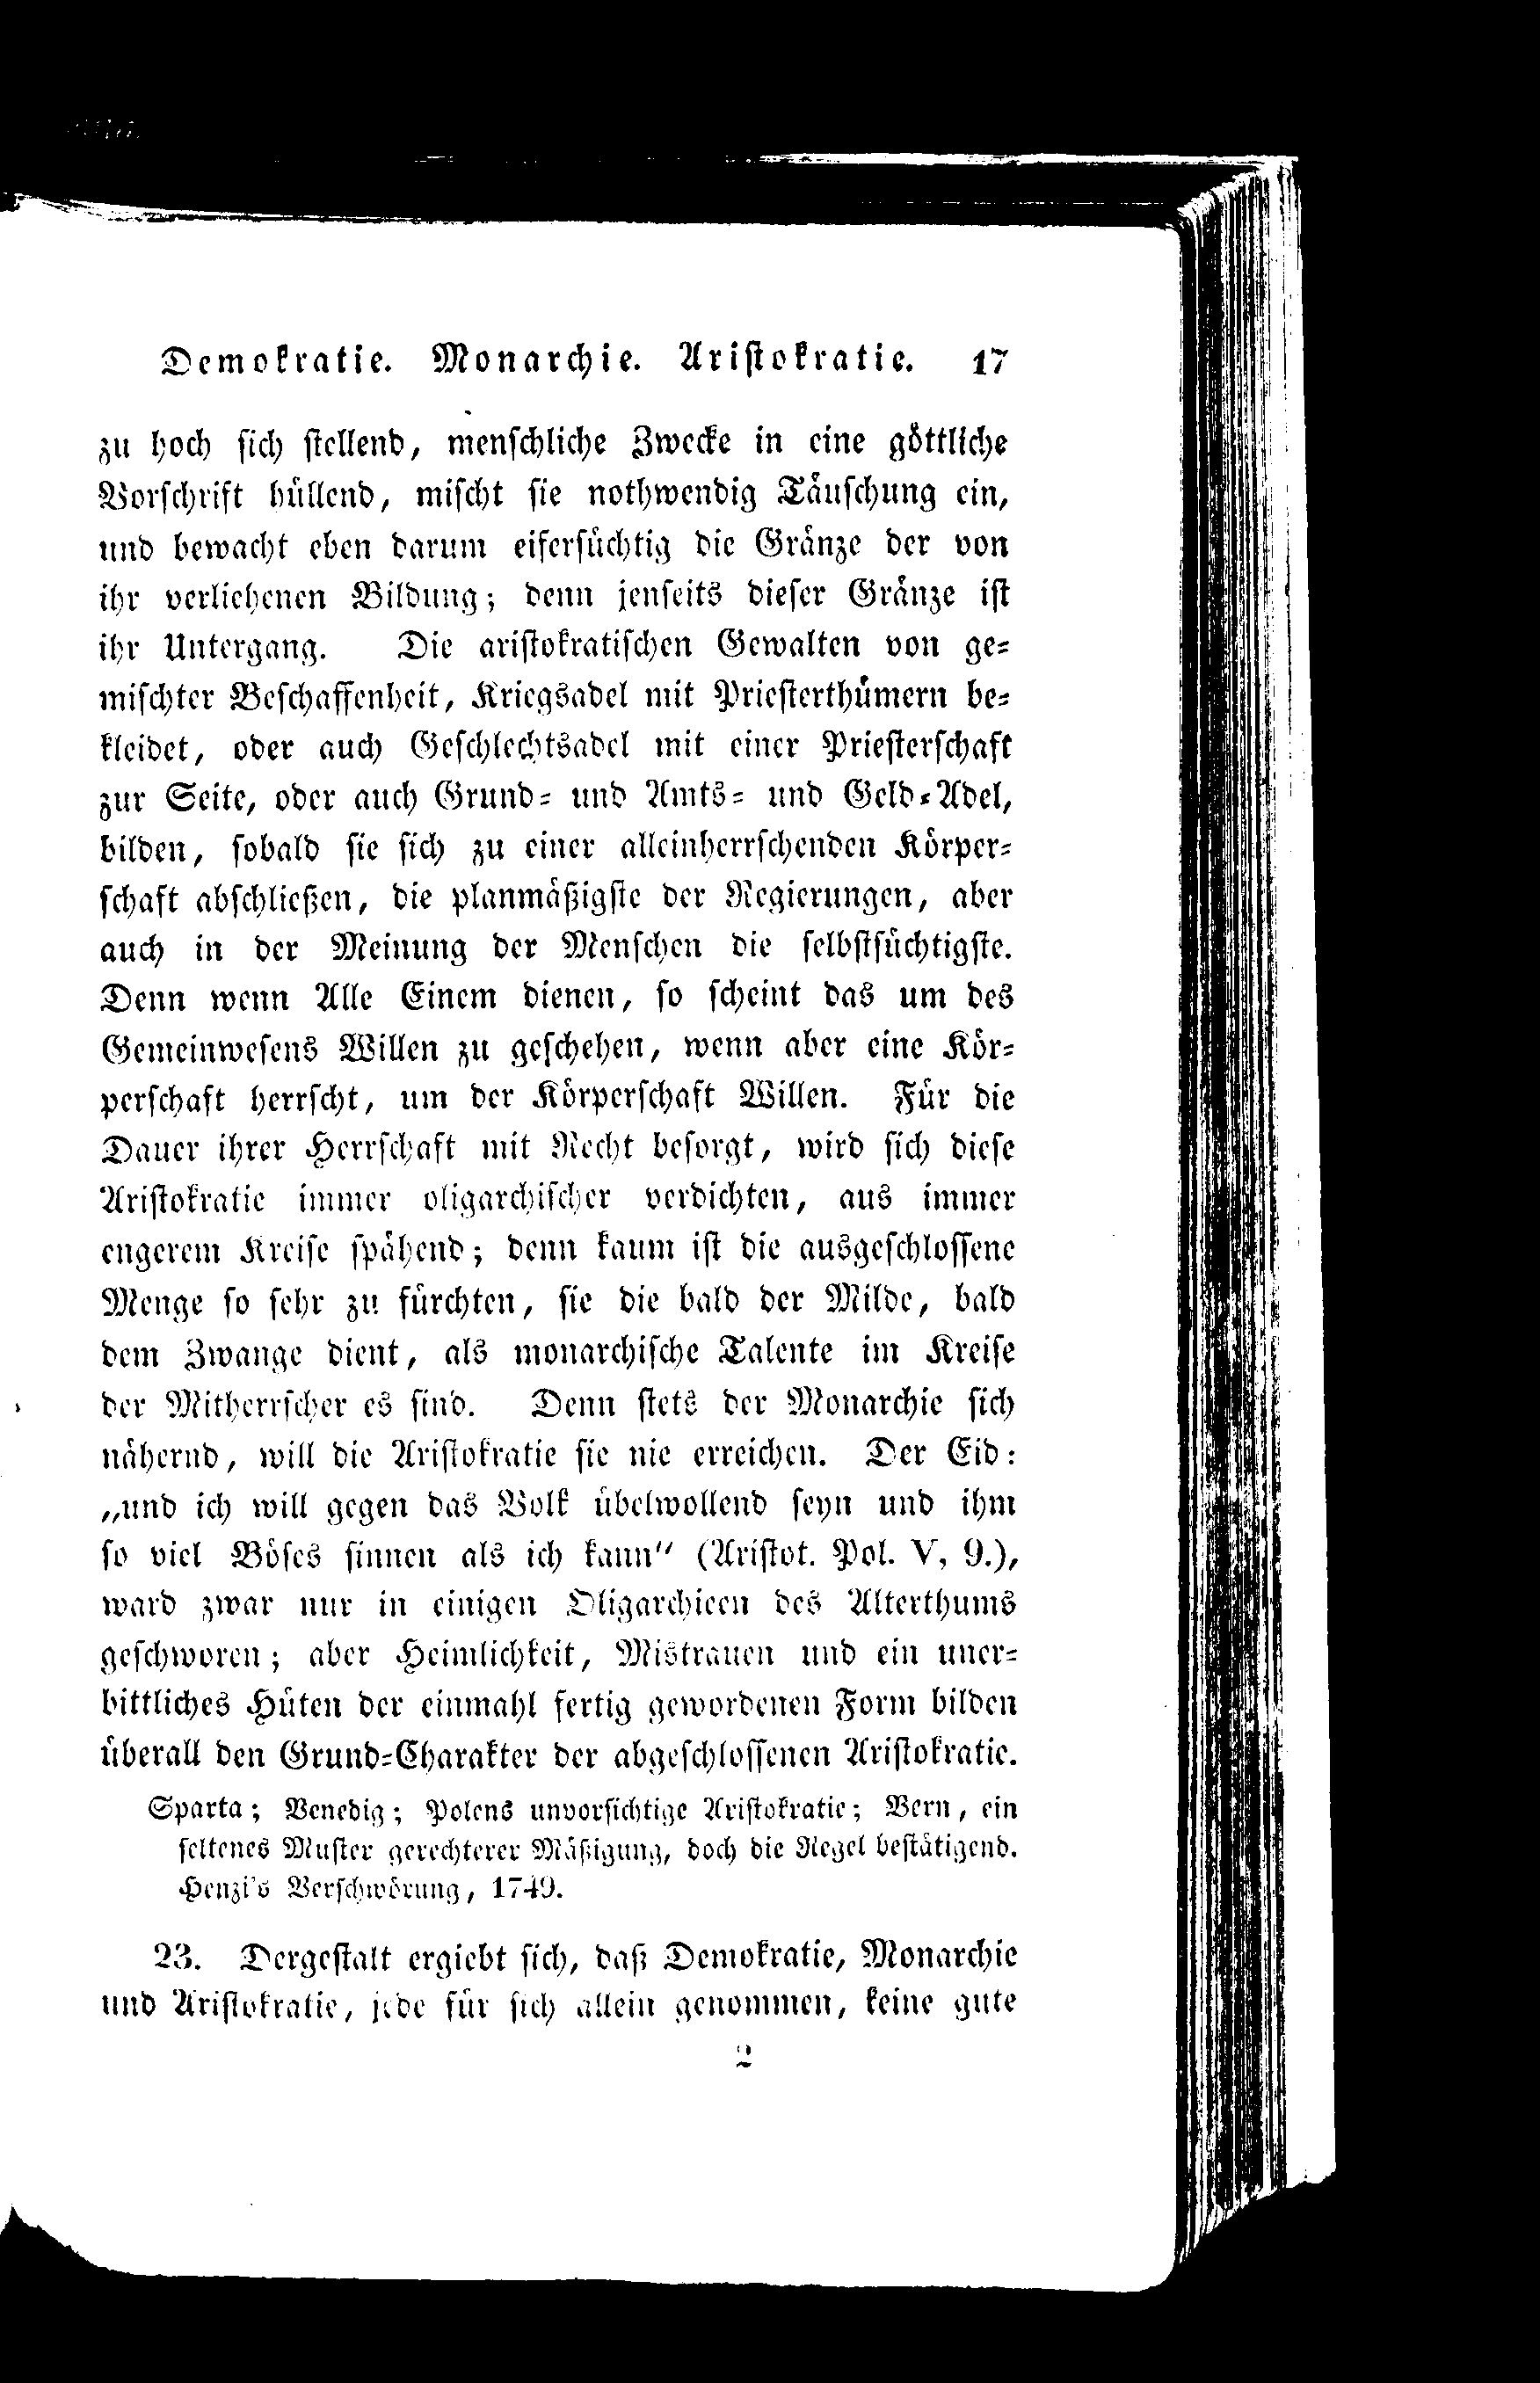 Demokratie. Monarchie. Aristokratie. 17
zu hoch sich stellend, menschliche Zwecke in eine göttliche
Vorschrift hüllend, mischt sie nothwendig Täuschung ein,
und bewacht eben darum eifersüchtig die Gränze der von
ihr verliehenen Bildung; denn jenseits dieser Gränze ist
ihr Untergang. Die aristokratischen Gewalten von ge-
mischter Beschaffenheit, Kriegsadel mit Priesterthümern be-
kleidet, oder auch Geschlechtsadel mit einer Priesterschaft
zur Seite, oder auch Grund- und Amts- und Geld-Adel,
bilden, sobald sie sich zu einer alleinherrschenden Körper-
schaft abschließen, die planmäßigste der Regierungen, aber
auch in der Meinung der Menschen die selbstsüchtigste.
Denn wenn Alle Einem dienen, so scheint das um des
Gemeinwesens Willen zu geschehen, wenn aber eine Kör-
perschaft herrscht, um der Körperschaft Willen. Für die
Dauer ihrer Herrschaft mit Recht besorgt, wird sich diese
Aristokratie immer oligarchischer verdichten, aus immer
engerem Kreise spähend; denn kaum ist die ausgeschlossene
Menge so sehr zu fürchten, sie die bald der Milde, bald
dem Zwange dient, als monarchische Talente im Kreise
der Mitherrscher es sind. Denn stets der Monarchie sich
nähernd, will die Aristokratie sie nie erreichen. Der Eid:
„und ich will gegen das Volk übelwollend seyn und ihm
so viel Böses sinnen als ich kann“ (Aristot. Pol. V, 9.),
ward zwar nur in einigen Oligarchieen des Alterthums
geschworen; aber Heimlichkeit, Mistrauen und ein uner-
bittliches Hüten der einmahl fertig gewordenen Form bilden
überall den Grund-Charakter der abgeschlossenen Aristokratie.
Sparta; Venedig; Polens unvorsichtige Aristokratie; Bern, ein
seltenes Muster gerechterer Mäßigung, doch die Regel bestätigend.
Henzi's Verschwörung, 1749.
23. Dergestalt ergiebt sich, daß Demokratie, Monarchie
und Aristokratie, jede für sich allein genommen, keine gute
2